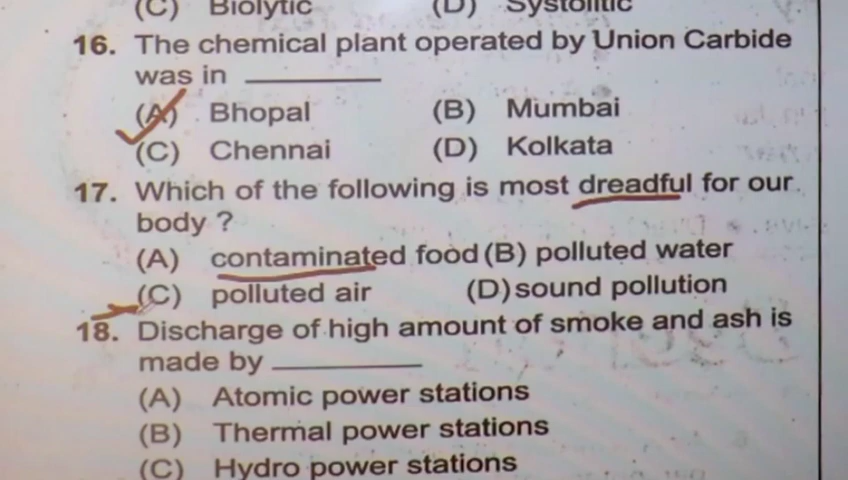 (C) Biolytic (D) Systolitic
16. The chemical plant operated by Union Carbide
was in ________
(A) Bhopal (B) Mumbai
(C) Chennai (D) Kolkata
17. Which of the following is most dreadful for our
body ?
(A) contaminated food (B) polluted water
(C) polluted air (D) sound pollution
18. Discharge of high amount of smoke and ash is
made by ________
(A) Atomic power stations
(B) Thermal power stations
(C) Hydro power stations